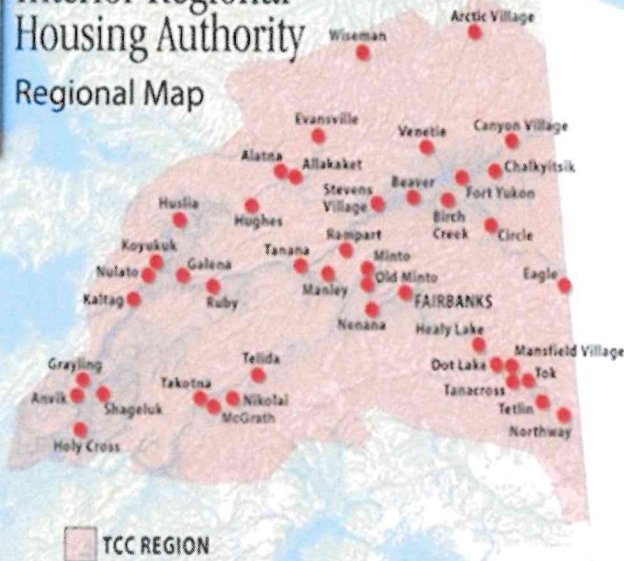 Interior Regional
Housing Authority
Regional Map
Arctic Village
Wiseman
Evansville
Venetie
Canyon Village
Alatna
Allakaket
Chalkyitsik
Beaver
Fort Yukon
Stevens
Village
Huslia
Hughes
Birch
Creek
Circle
Rampart
Koyukuk
Tanana
Minto
Nulato
Galena
Old Minto
Eagle
Kaltag
Ruby
Manley
FAIRBANKS
Nenana
Healy Lake
Mansfield Village
Dot Lake
Tok
Grayling
Telida
Takotna
Tanacross
Anvik
Shageluk
Nikolai
McGrath
Tetlin
Northway
Holy Cross
TCC REGION